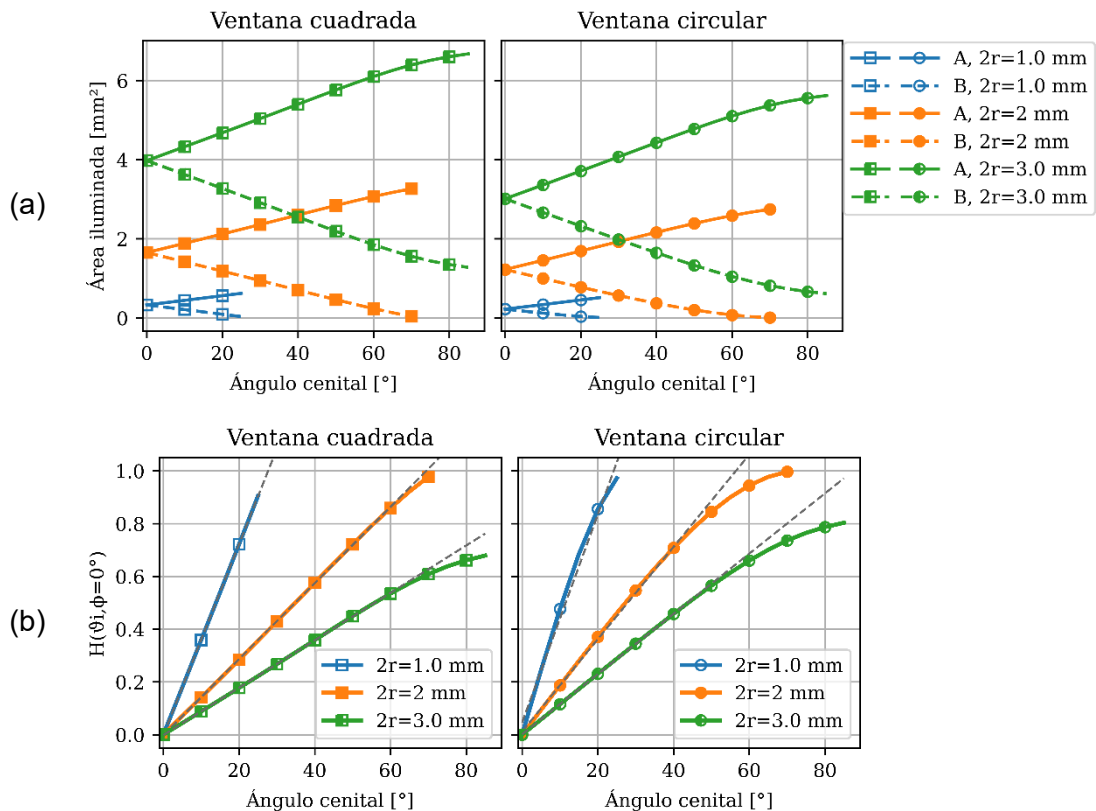 Ventana cuadrada
Ventana circular
(a)
Área iluminada [mm²]
6
4
2
0
0 20 40 60 80
0 20 40 60 80
Ángulo cenital [°]
Ángulo cenital [°]
A, 2r=1.0 mm
B, 2r=1.0 mm
A, 2r=2 mm
B, 2r=2 mm
A, 2r=3.0 mm
B, 2r=3.0 mm
Ventana cuadrada
Ventana circular
(b)
H(ϑi,ϕ=0°)
1.0
0.8
0.6
0.4
0.2
0.0
2r=1.0 mm
2r=2 mm
2r=3.0 mm
2r=1.0 mm
2r=2 mm
2r=3.0 mm
0 20 40 60 80
0 20 40 60 80
Ángulo cenital [°]
Ángulo cenital [°]